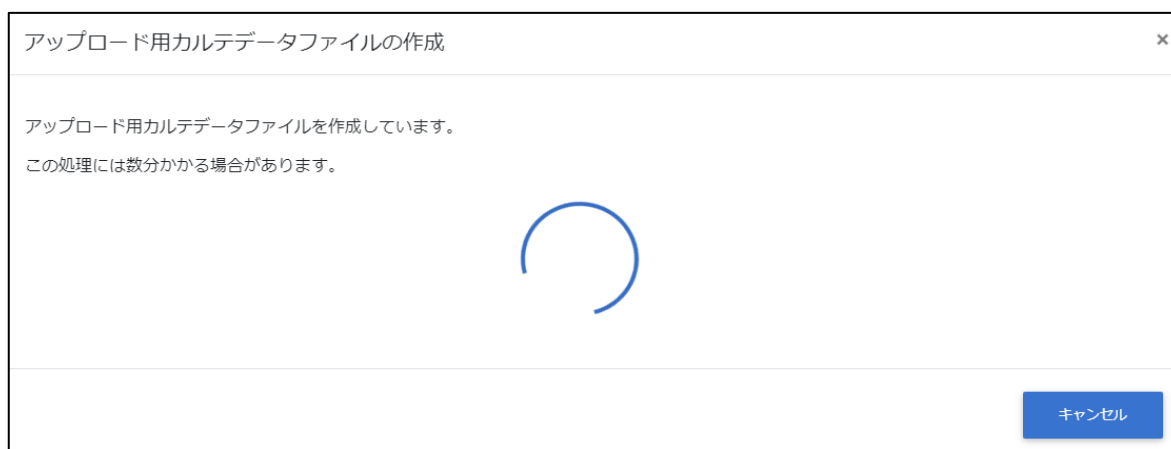 アップロード用カルテデータファイルの作成
×
アップロード用カルテデータファイルを作成しています。
この処理には数分かかる場合があります。
キャンセル